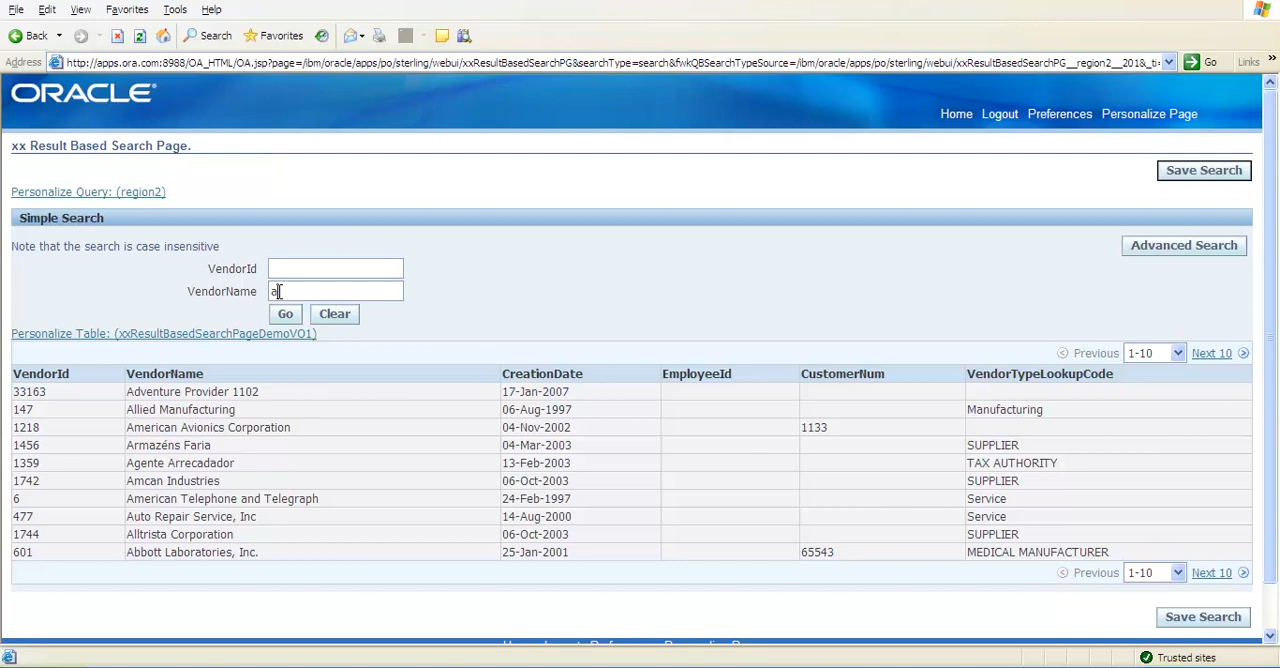 File Edit View Favorites Tools Help
Back Search Favorites
Address http://apps.ora.com:8988/OA_HTML/OA.jsp?page=/ibm/oracle/apps/po/sterling/webui/xxResultBasedSearchPG&searchType=search&fwkQBSearchTypeSource=/ibm/oracle/apps/po/sterling/webui/xxResultBasedSearchPG__region2__201&_ti= Go Links »
ORACLE®
Home Logout Preferences Personalize Page
xx Result Based Search Page.
Save Search
Personalize Query: (region2)
Simple Search
Note that the search is case insensitive
Advanced Search
VendorId
VendorName a
Go Clear
Personalize Table: (xxResultBasedSearchPageDemoVO1)
Previous 1-10 Next 10
VendorId VendorName CreationDate EmployeeId CustomerNum VendorTypeLookupCode
33163 Adventure Provider 1102 17-Jan-2007
147 Allied Manufacturing 06-Aug-1997 Manufacturing
1218 American Avionics Corporation 04-Nov-2002 1133
1456 Armazéns Faria 04-Mar-2003 SUPPLIER
1359 Agente Arrecadador 13-Feb-2003 TAX AUTHORITY
1742 Amcan Industries 06-Oct-2003 SUPPLIER
6 American Telephone and Telegraph 24-Feb-1997 Service
477 Auto Repair Service, Inc 14-Aug-2000 Service
1744 Alltrista Corporation 06-Oct-2003 SUPPLIER
601 Abbott Laboratories, Inc. 25-Jan-2001 65543 MEDICAL MANUFACTURER
Previous 1-10 Next 10
Save Search
Trusted sites